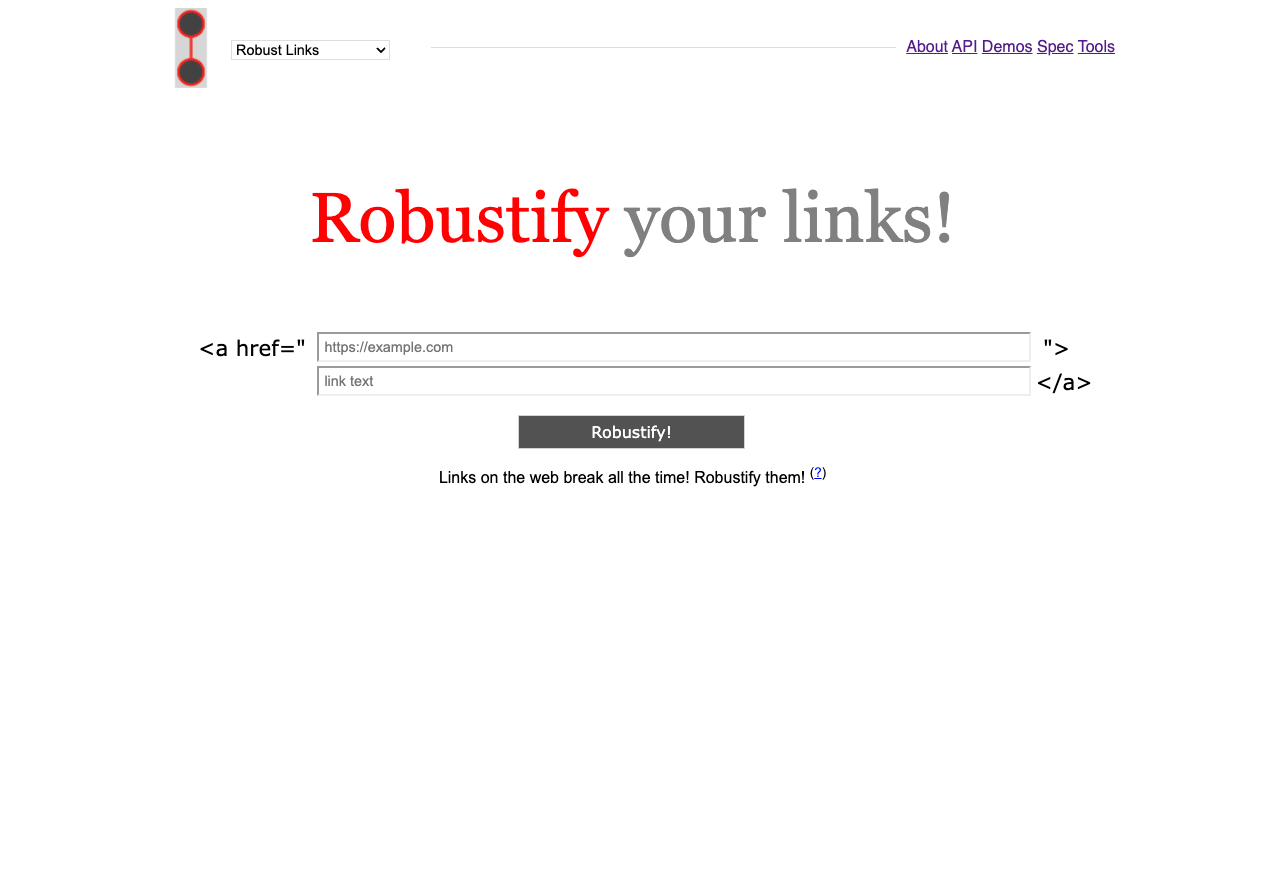 Robust Links
About API Demos Spec Tools
Robustify your links!
<a href=" https://example.com ">
link text </a>
Robustify!
Links on the web break all the time! Robustify them! (?)